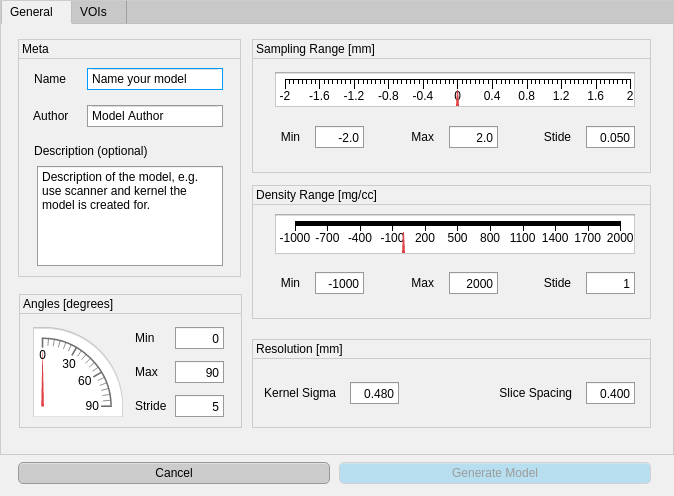 General VOIs
Meta
Name Name your model
Author Model Author
Description (optional)
Description of the model, e.g.
use scanner and kernel the
model is created for.
Angles [degrees]
0
30
60
90
Min 0
Max 90
Stride 5
Sampling Range [mm]
-2 -1.6 -1.2 -0.8 -0.4 0 0.4 0.8 1.2 1.6 2
Min -2.0 Max 2.0 Stide 0.050
Density Range [mg/cc]
-1000 -700 -400 -100 200 500 800 1100 1400 1700 2000
Min -1000 Max 2000 Stide 1
Resolution [mm]
Kernel Sigma 0.480 Slice Spacing 0.400
Cancel Generate Model